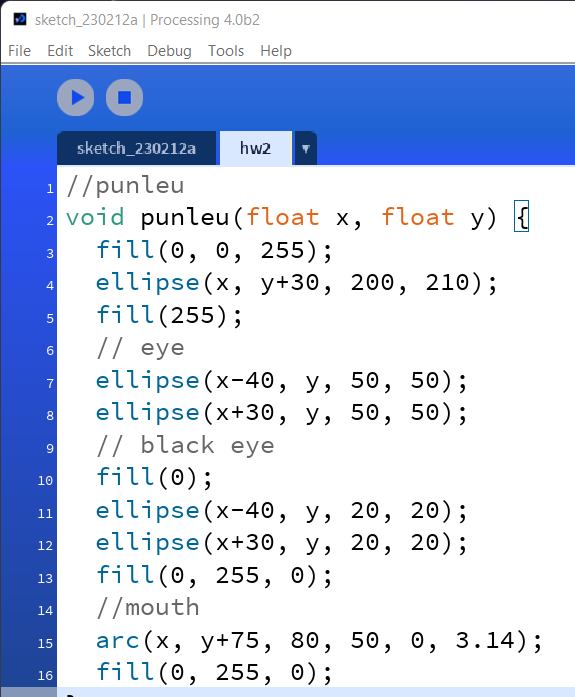 sketch_230212a | Processing 4.0b2
File Edit Sketch Debug Tools Help
sketch_230212a hw2 ▼
1 //punleu
2 void punleu(float x, float y) {
3   fill(0, 0, 255);
4   ellipse(x, y+30, 200, 210);
5   fill(255);
6   // eye
7   ellipse(x-40, y, 50, 50);
8   ellipse(x+30, y, 50, 50);
9   // black eye
10   fill(0);
11   ellipse(x-40, y, 20, 20);
12   ellipse(x+30, y, 20, 20);
13   fill(0, 255, 0);
14   //mouth
15   arc(x, y+75, 80, 50, 0, 3.14);
16   fill(0, 255, 0);